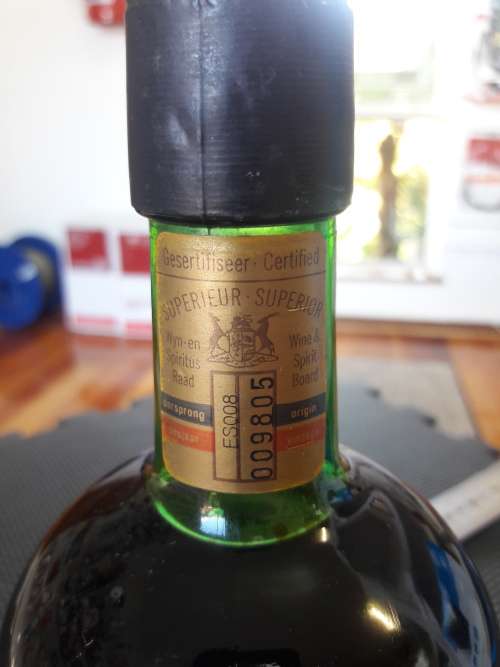 Gesertifiseer · Certified
SUPERIEUR · SUPERIOR
Wyn-en
Spiritus
Raad
Wine &
Spirit
Board
oorsprong
origin
ES008
009805